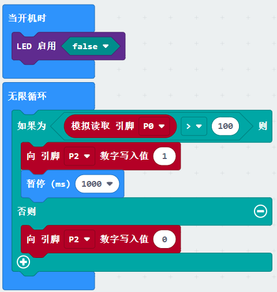 当开机时
LED 启用 false
无限循环
如果为 模拟读取 引脚 P0 > 100 则
向 引脚 P2 数字写入值 1
暂停 (ms) 1000
否则
向 引脚 P2 数字写入值 0